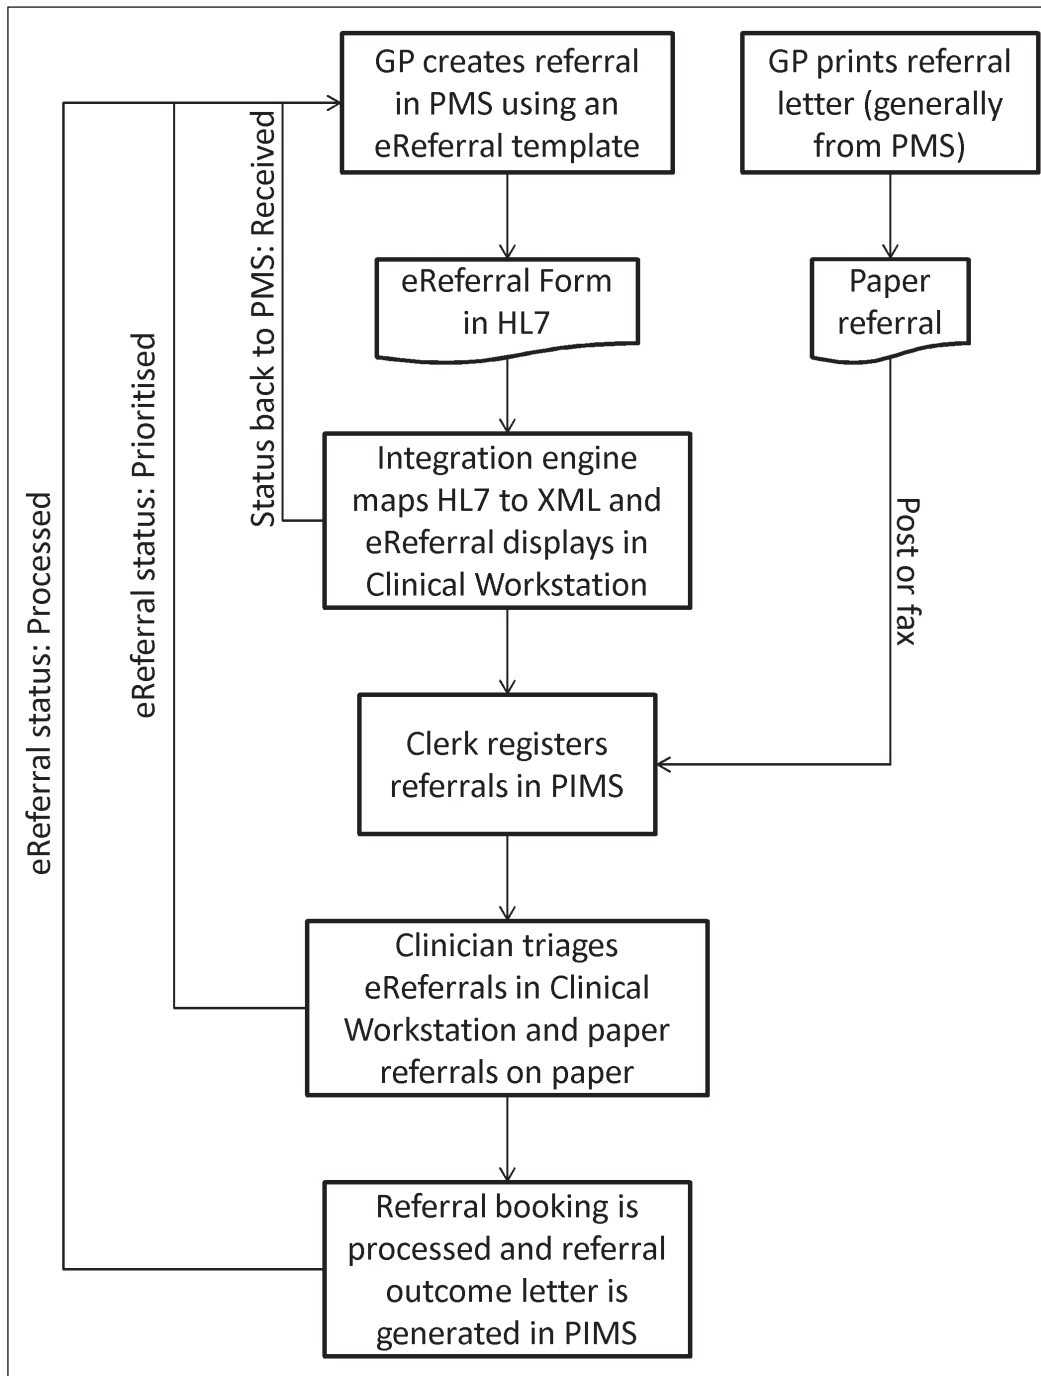 GP creates referral
in PMS using an
eReferral template
GP prints referral
letter (generally
from PMS)
eReferral Form
in HL7
Paper
referral
Status back to PMS: Received
eReferral status: Prioritised
eReferral status: Processed
Integration engine
maps HL7 to XML and
eReferral displays in
Clinical Workstation
Post or fax
Clerk registers
referrals in PIMS
Clinician triages
eReferrals in Clinical
Workstation and paper
referrals on paper
Referral booking is
processed and referral
outcome letter is
generated in PIMS